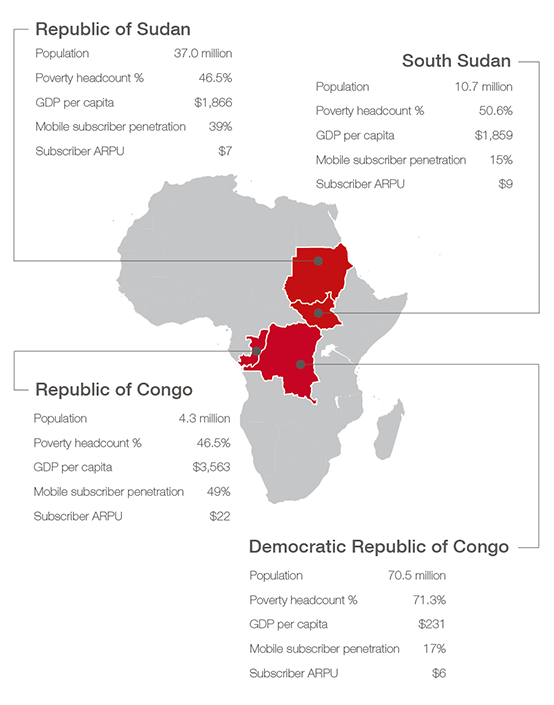 Republic of Sudan
Population 37.0 million
Poverty headcount % 46.5%
GDP per capita $1,866
Mobile subscriber penetration 39%
Subscriber ARPU $7
South Sudan
Population 10.7 million
Poverty headcount % 50.6%
GDP per capita $1,859
Mobile subscriber penetration 15%
Subscriber ARPU $9
Republic of Congo
Population 4.3 million
Poverty headcount % 46.5%
GDP per capita $3,563
Mobile subscriber penetration 49%
Subscriber ARPU $22
Democratic Republic of Congo
Population 70.5 million
Poverty headcount % 71.3%
GDP per capita $231
Mobile subscriber penetration 17%
Subscriber ARPU $6